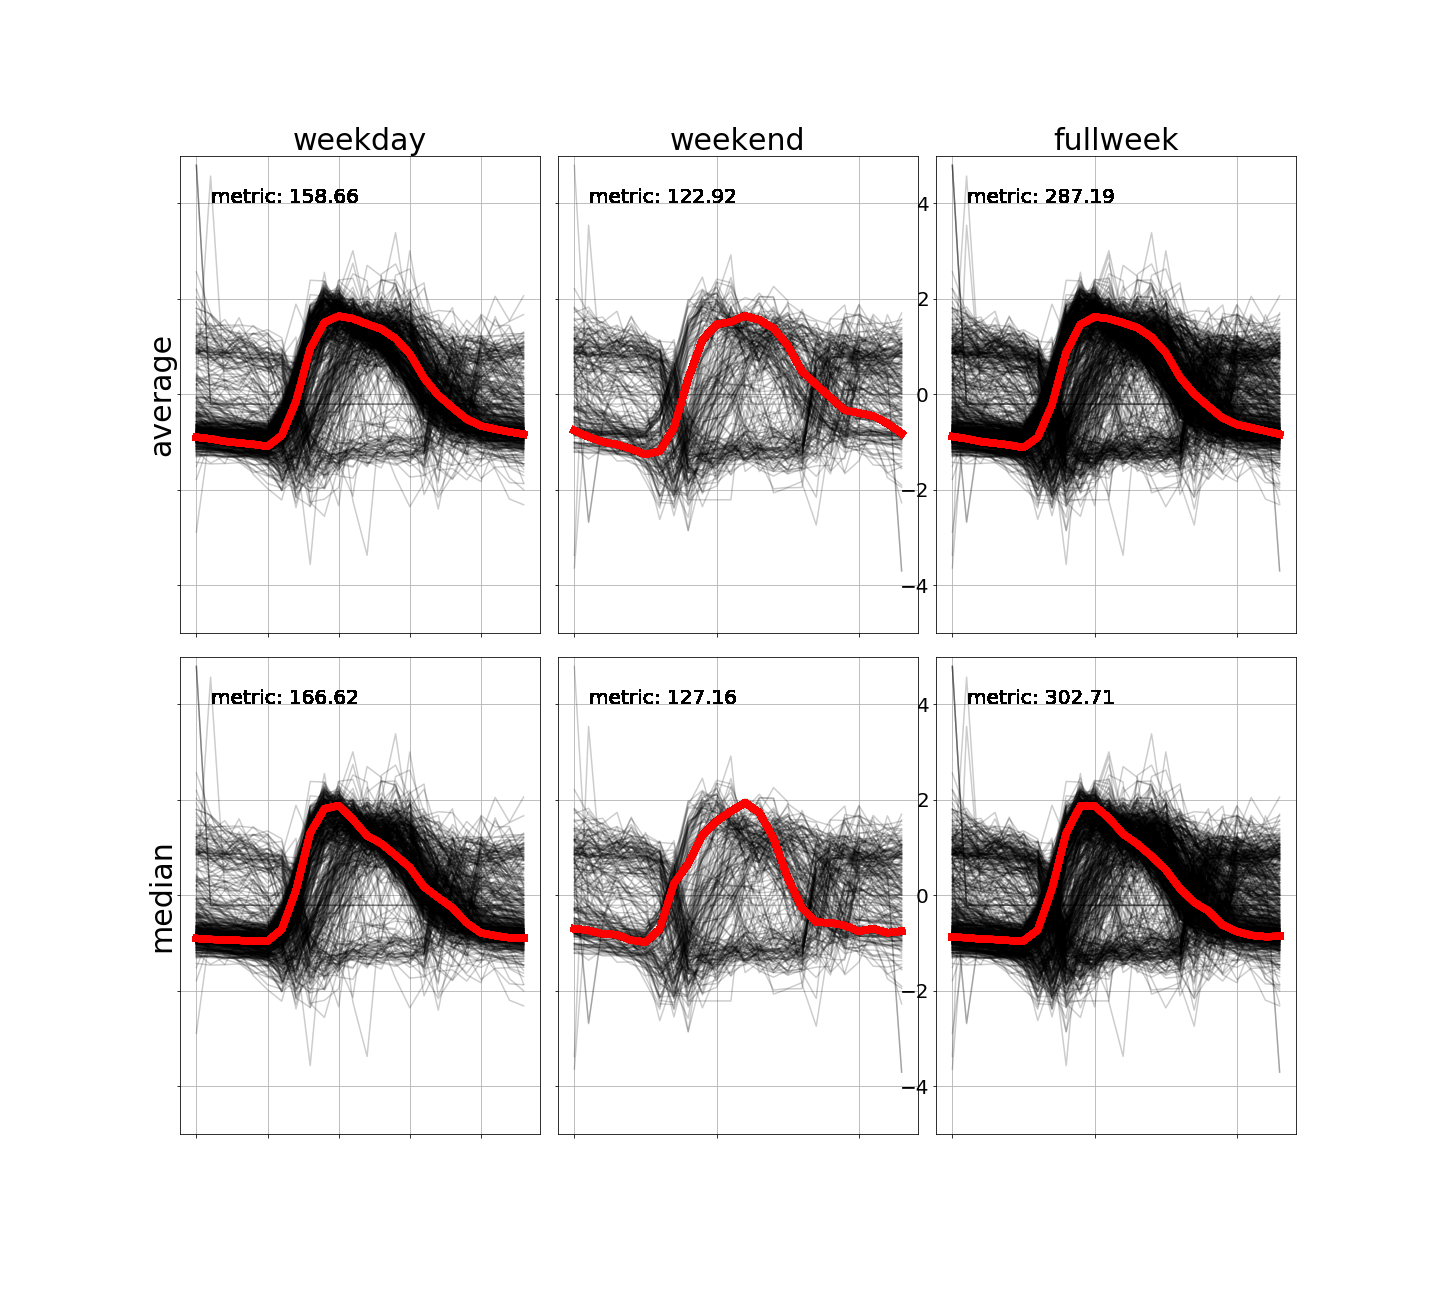 weekday
weekend
fullweek
average
metric: 158.66
metric: 122.92
metric: 287.19
4
2
0
−2
−4
median
metric: 166.62
metric: 127.16
metric: 302.71
4
2
0
−2
−4